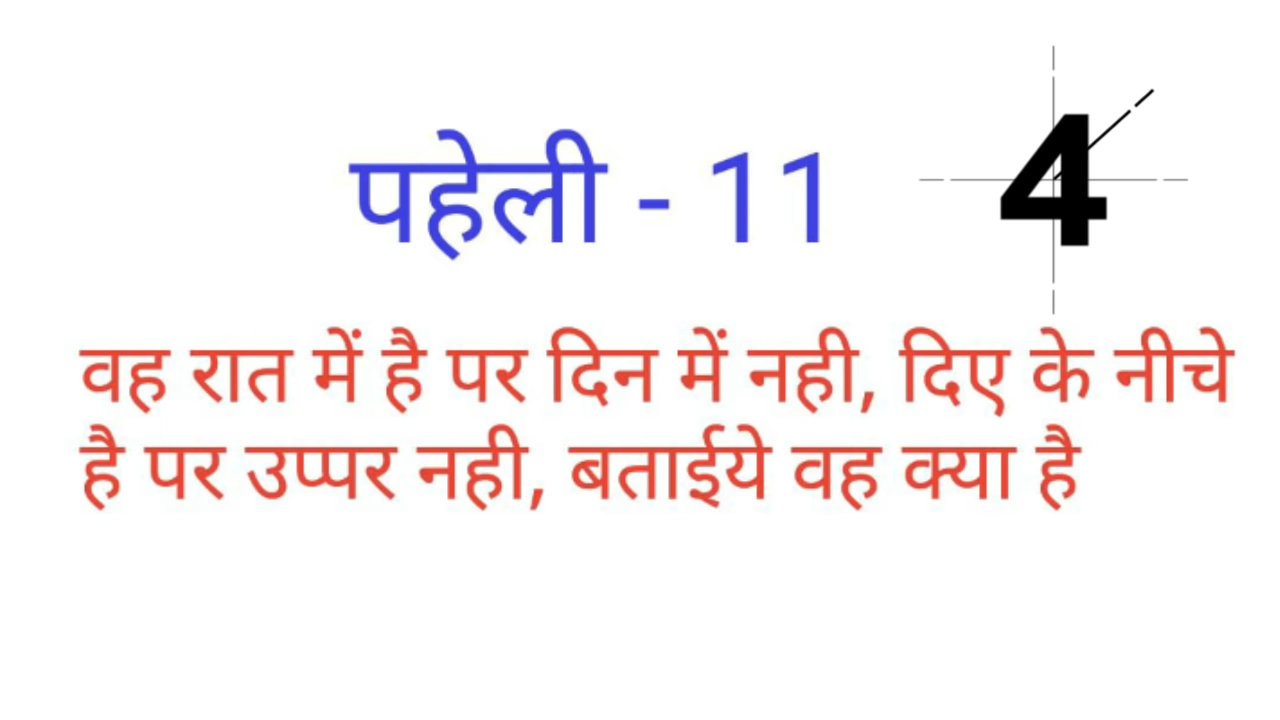 पहेली - 11
4
वह रात में है पर दिन में नही, दिए के नीचे
है पर उप्पर नही, बताईये वह क्या है